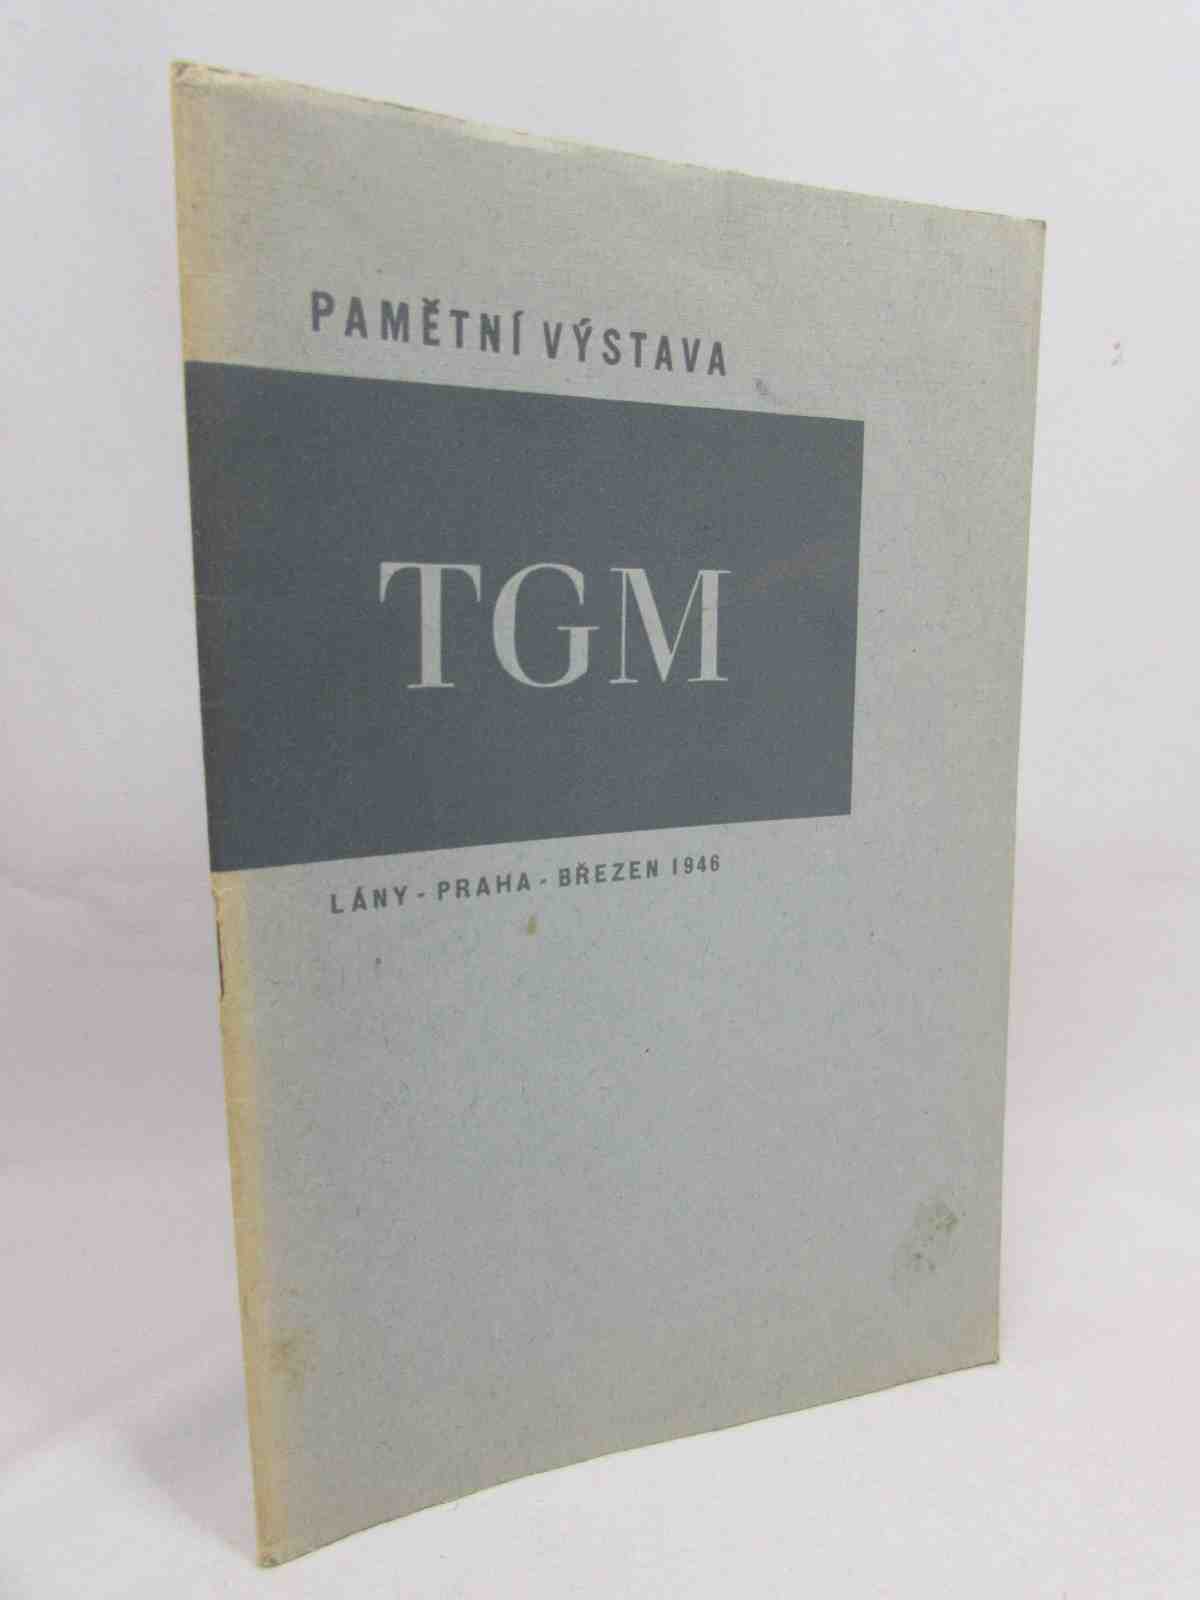 PAMĚTNÍ VÝSTAVA
TGM
LÁNY - PRAHA - BŘEZEN 1946